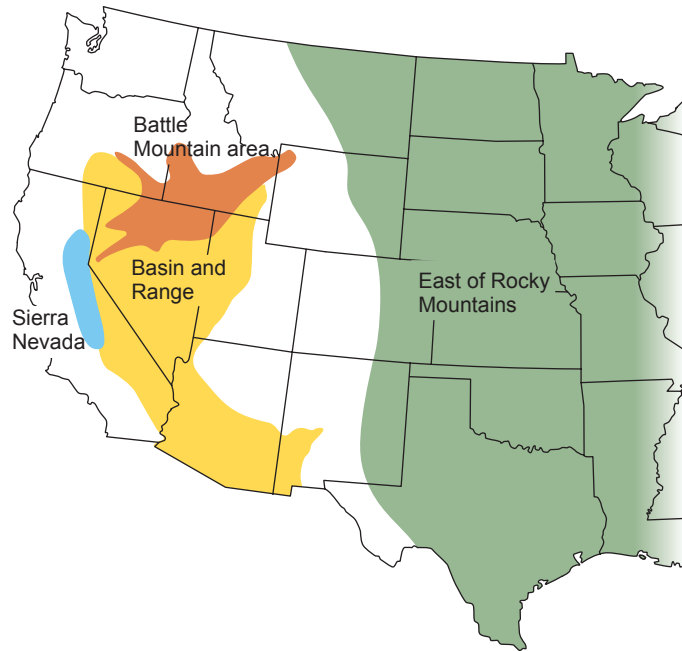 Battle
Mountain area
Basin and
Range
East of Rocky
Mountains
Sierra
Nevada